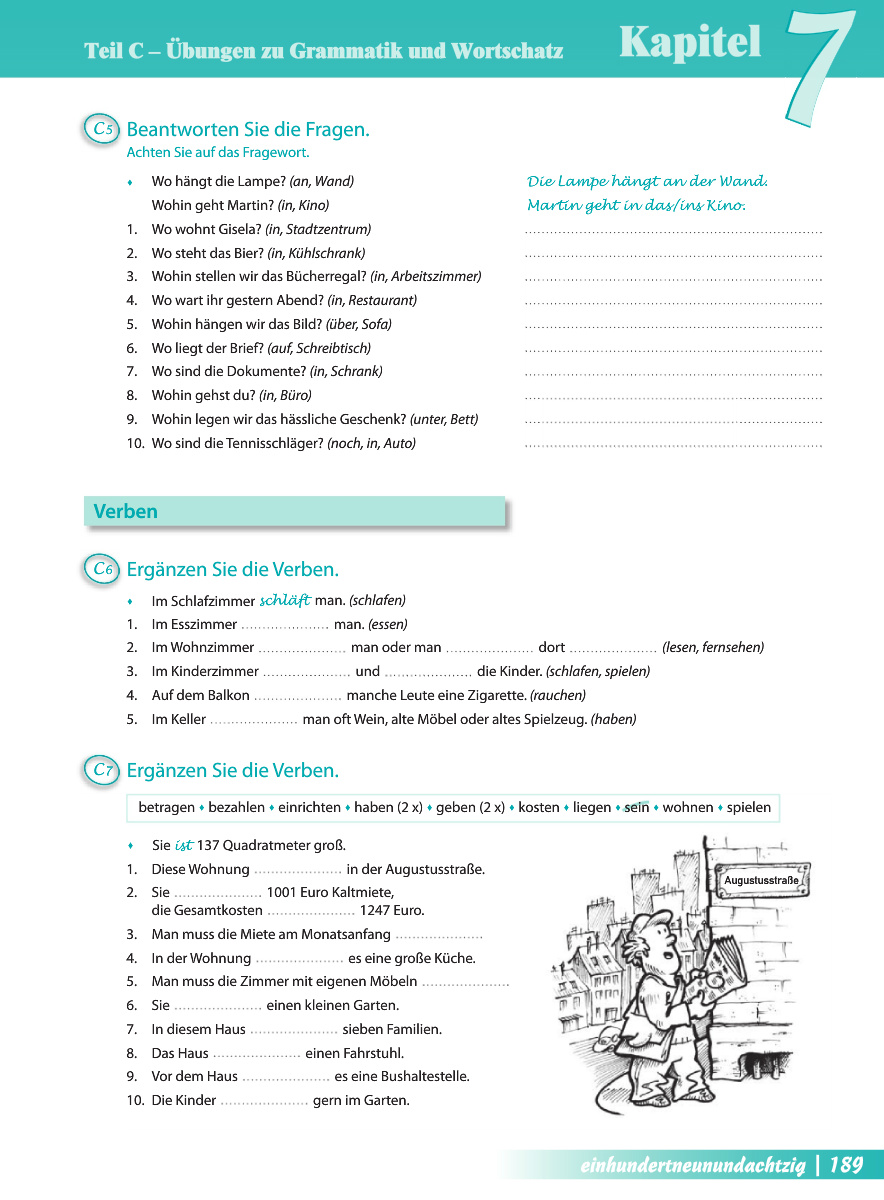 Teil C – Übungen zu Grammatik und Wortschatz Kapitel 7
C5 Beantworten Sie die Fragen.
Achten Sie auf das Fragewort.
♦ Wo hängt die Lampe? (an, Wand) Die Lampe hängt an der Wand.
Wohin geht Martin? (in, Kino) Martin geht in das/ins Kino.
1. Wo wohnt Gisela? (in, Stadtzentrum) ....................
2. Wo steht das Bier? (in, Kühlschrank) ....................
3. Wohin stellen wir das Bücherregal? (in, Arbeitszimmer) ....................
4. Wo wart ihr gestern Abend? (in, Restaurant) ....................
5. Wohin hängen wir das Bild? (über, Sofa) ....................
6. Wo liegt der Brief? (auf, Schreibtisch) ....................
7. Wo sind die Dokumente? (in, Schrank) ....................
8. Wohin gehst du? (in, Büro) ....................
9. Wohin legen wir das hässliche Geschenk? (unter, Bett) ....................
10. Wo sind die Tennisschläger? (noch, in, Auto) ....................
Verben
C6 Ergänzen Sie die Verben.
♦ Im Schlafzimmer schläft man. (schlafen)
1. Im Esszimmer .................... man. (essen)
2. Im Wohnzimmer .................... man oder man .................... dort .................... (lesen, fernsehen)
3. Im Kinderzimmer .................... und .................... die Kinder. (schlafen, spielen)
4. Auf dem Balkon .................... manche Leute eine Zigarette. (rauchen)
5. Im Keller .................... man oft Wein, alte Möbel oder altes Spielzeug. (haben)
C7 Ergänzen Sie die Verben.
betragen ♦ bezahlen ♦ einrichten ♦ haben (2 x) ♦ geben (2 x) ♦ kosten ♦ liegen ♦ sein ♦ wohnen ♦ spielen
♦ Sie ist 137 Quadratmeter groß.
1. Diese Wohnung .................... in der Augustusstraße.
2. Sie .................... 1001 Euro Kaltmiete,
die Gesamtkosten .................... 1247 Euro.
3. Man muss die Miete am Monatsanfang ....................
4. In der Wohnung .................... es eine große Küche.
5. Man muss die Zimmer mit eigenen Möbeln ....................
6. Sie .................... einen kleinen Garten.
7. In diesem Haus .................... sieben Familien.
8. Das Haus .................... einen Fahrstuhl.
9. Vor dem Haus .................... es eine Bushaltestelle.
10. Die Kinder .................... gern im Garten.
Augustusstraße
einhundertneunundachtzig | 189